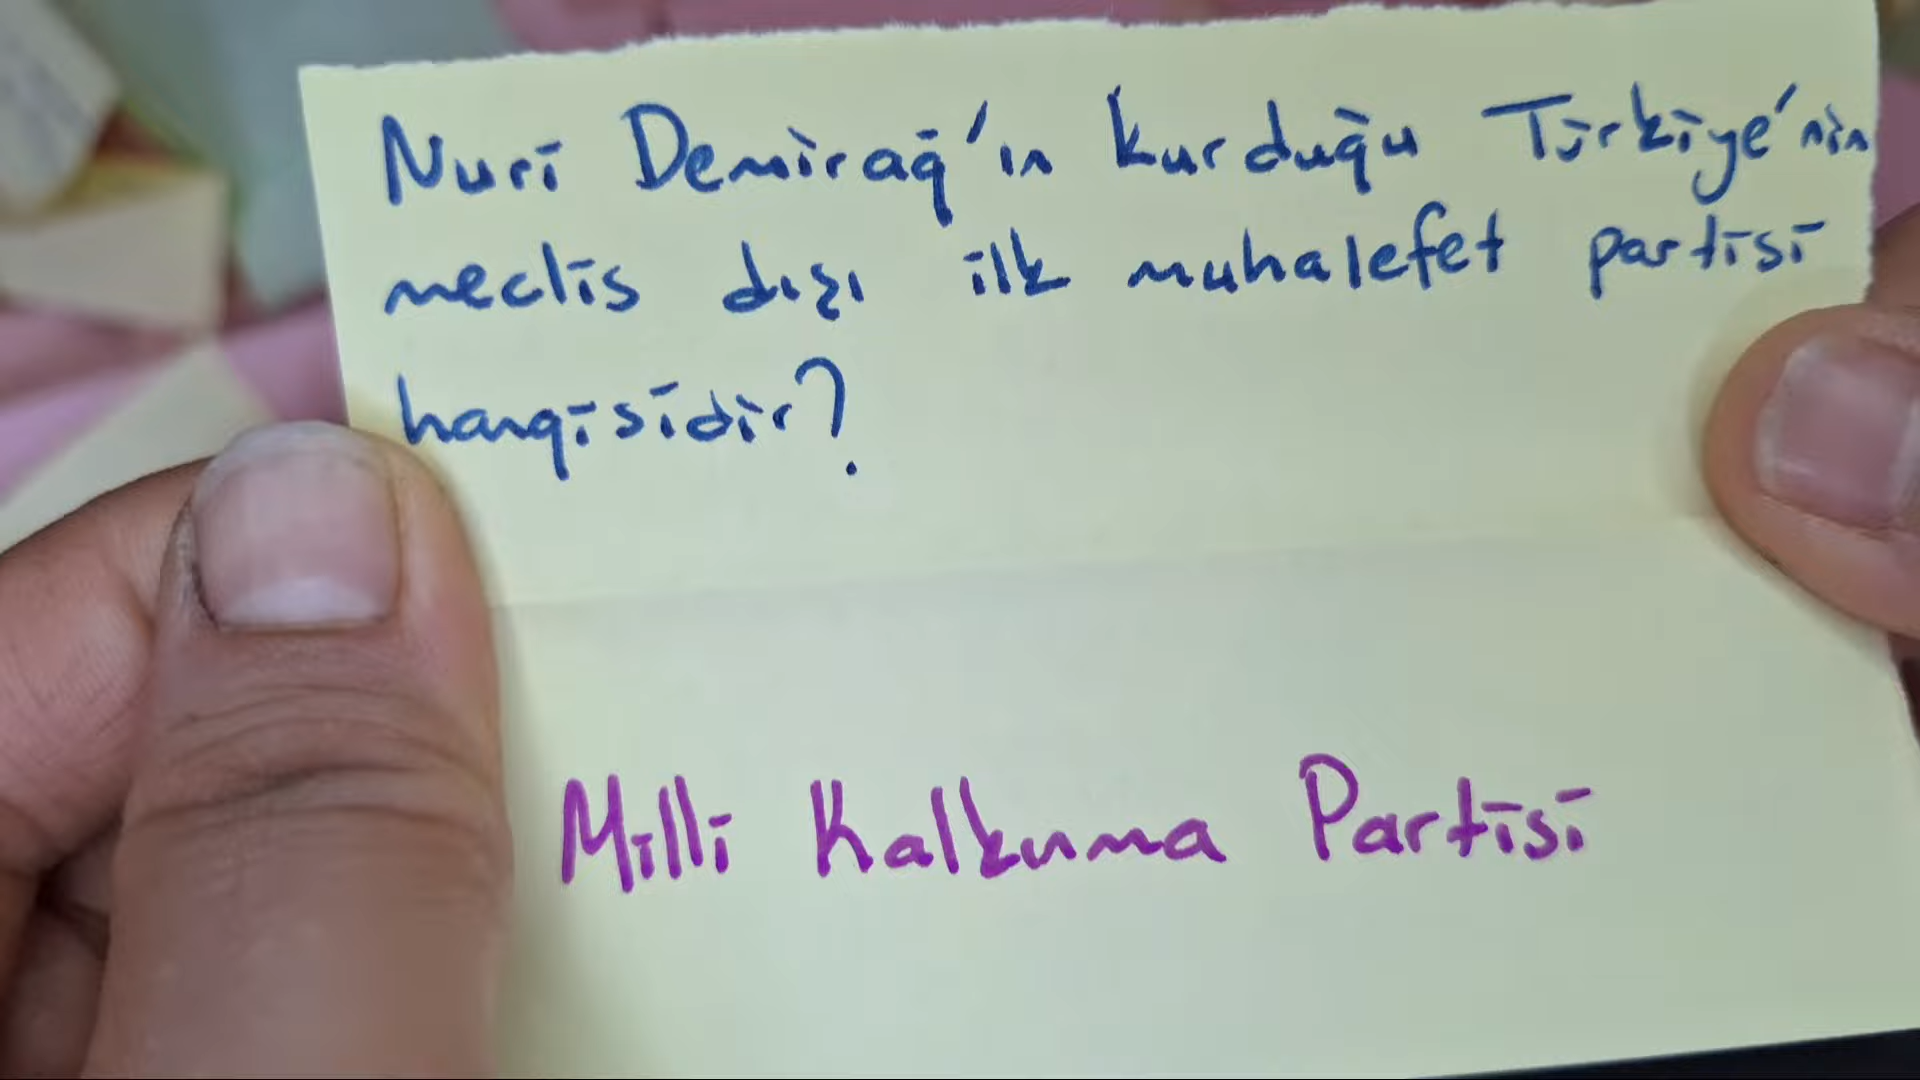 Nuri Demirağ'ın kurduğu Türkiye'nin
meclis dışı ilk muhalefet partisi
hangisidir?
Milli Kalkınma Partisi